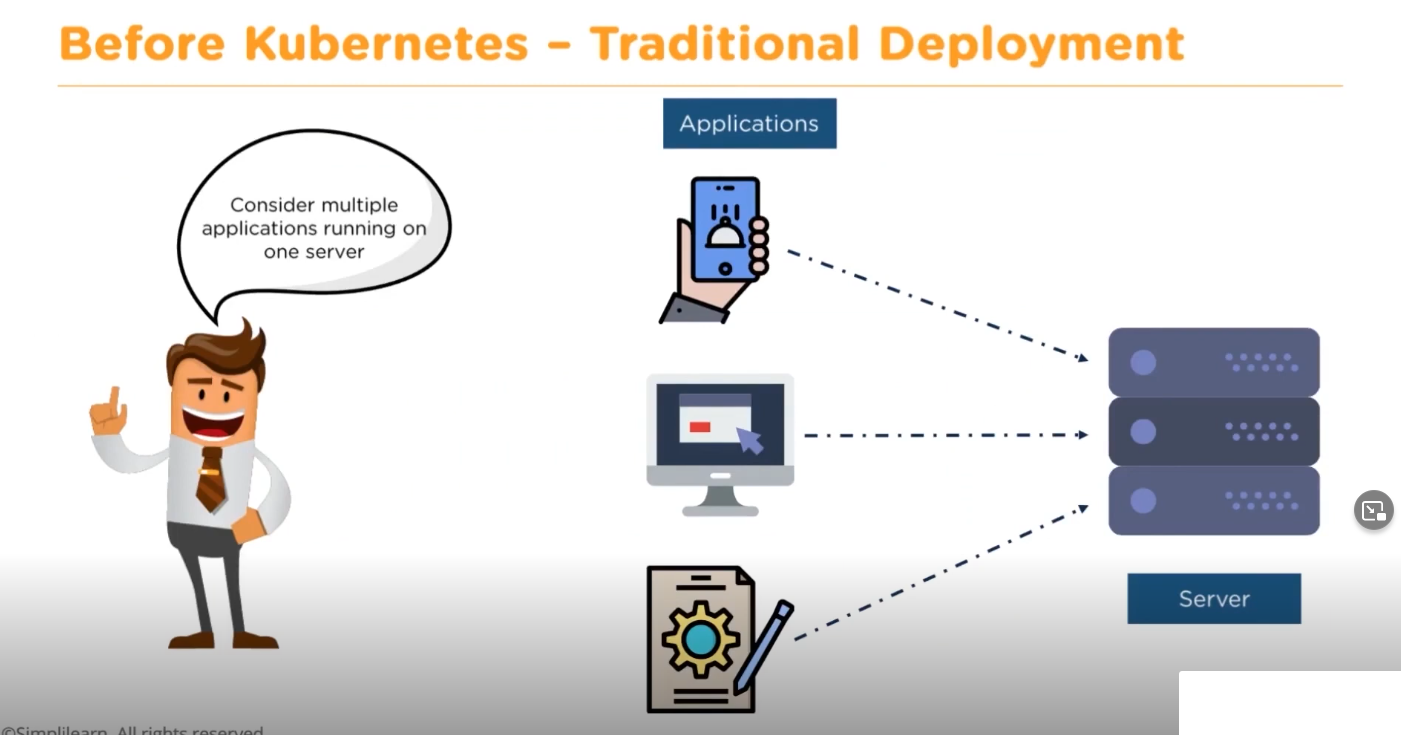 Before Kubernetes – Traditional Deployment
Applications
Consider multiple
applications running on
one server
Server
©Simplilearn. All rights reserved.